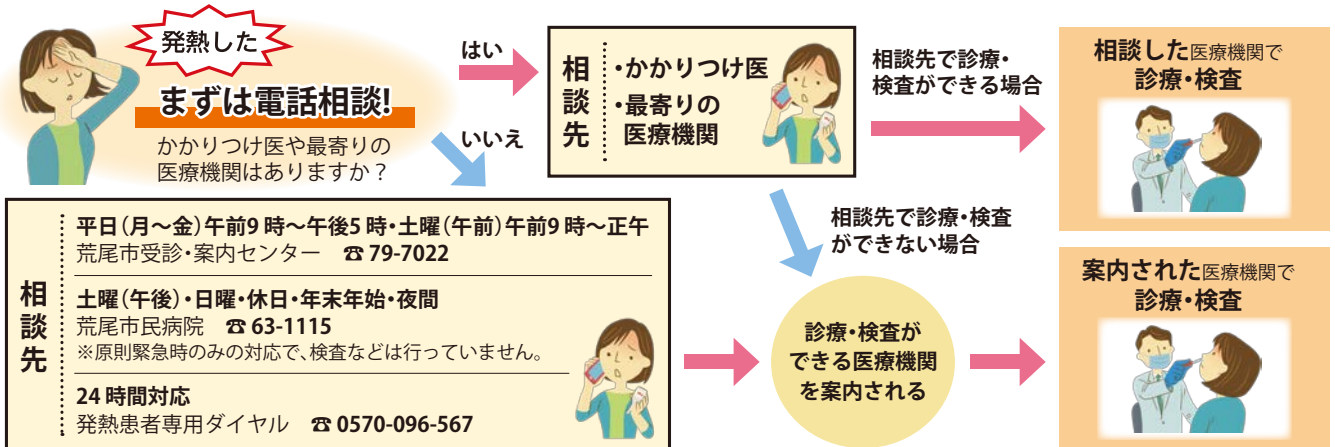 発熱した
まずは電話相談!
かかりつけ医や最寄りの
医療機関はありますか?
はい
いいえ
相談先
・かかりつけ医
・最寄りの
医療機関
相談先で診療・
検査ができる場合
相談した医療機関で
診療・検査
相談先で診療・検査
ができない場合
相談先
平日(月〜金)午前9時〜午後5時・土曜(午前)午前9時〜正午
荒尾市受診・案内センター ☎79-7022
土曜(午後)・日曜・休日・年末年始・夜間
荒尾市民病院 ☎63-1115
※原則緊急時のみの対応で、検査などは行っていません。
24時間対応
発熱患者専用ダイヤル ☎0570-096-567
診療・検査が
できる医療機関
を案内される
案内された医療機関で
診療・検査